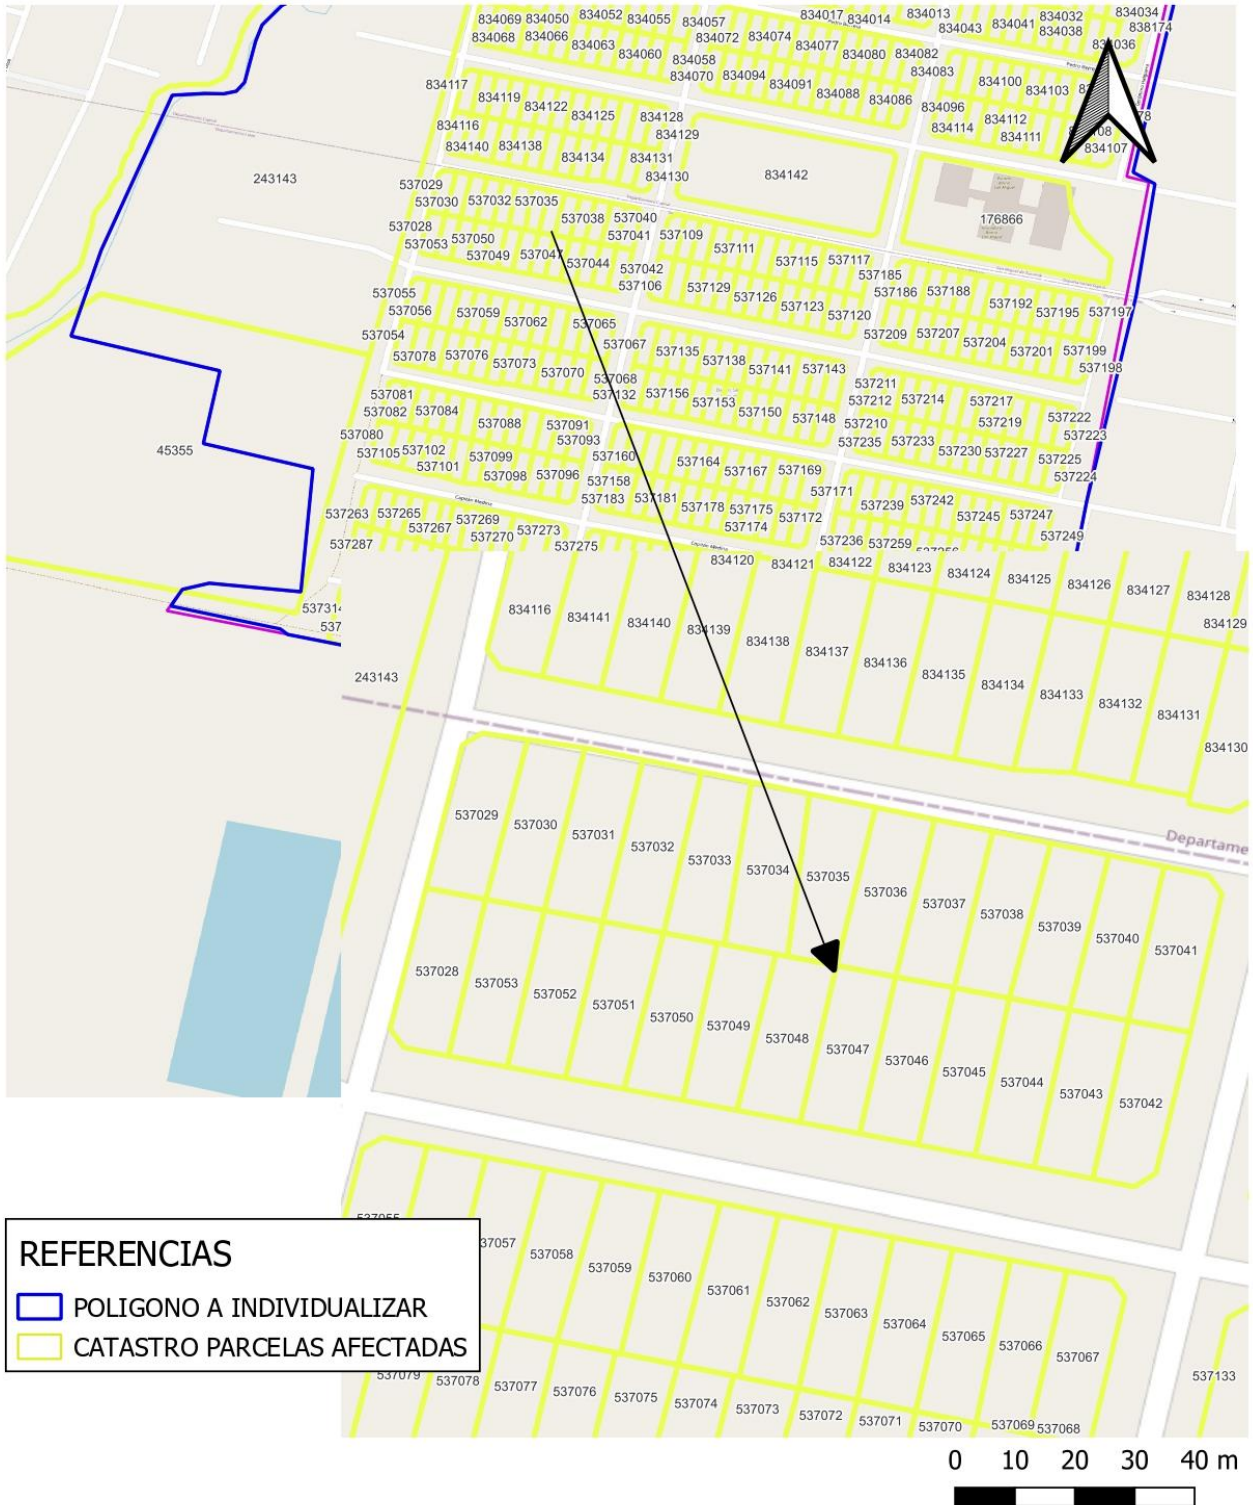 834069 834050 834052 834055 834057 834017 834014 834013 834043 834041 834032 834034
834068 834066 834063 834060 834072 834074 834077 834080 834082 834038 838174
834058 834083
834117 834070 834094 834091 834088 834086 834100 834103
834119 834122 834125 834128 834096 834112
834116 834129 834114 834111
834140 834138 834134 834131 834107
243143 834130 834142
537029
537030 537032 537035 537038 537040 176866
537028 537041 537109
537053 537050 537049 537047 537044 537111 537115 537117
537042 537185
537055 537106 537129 537126 537123 537120 537186 537188 537192 537195 537197
537056 537059 537062 537065
537054 537067 537209 537207 537204 537201 537199
537078 537076 537073 537070 537135 537138 537141 537143 537198
537068
537081 537132 537156 537153 537150 537148 537211
537082 537084 537088 537091 537212 537214 537217 537219 537222
537080 537093 537210 537223
537105 537102 537101 537099 537098 537096 537160 537164 537167 537169 537235 537233 537230 537227 537225
45355 537158 537171 537224
537263 537265 537267 537269 537183 537181 537178 537175 537172 537239 537242 537245 537247
Capitán Medina
537270 537273 537174
537287 537275 Capitán Medina 537236 537259 537249
834120 834121 834122 834123 834124 834125 834126 834127 834128
537314 834116 834141 834140 834139 834138 834137 834136 834135 834134 834133 834132 834131 834129
537
243143 834130
Departame
537029 537030 537031 537032 537033 537034 537035 537036 537037 537038 537039 537040 537041
537028 537053 537052 537051 537050 537049 537048 537047 537046 537045 537044 537043 537042
37057 537058 537059 537060 537061 537062 537063 537064 537065 537066 537067
REFERENCIAS
POLIGONO A INDIVIDUALIZAR
CATASTRO PARCELAS AFECTADAS
537079 537078 537077 537076 537075 537074 537073 537072 537071 537070 537069 537068 537133
0 10 20 30 40 m